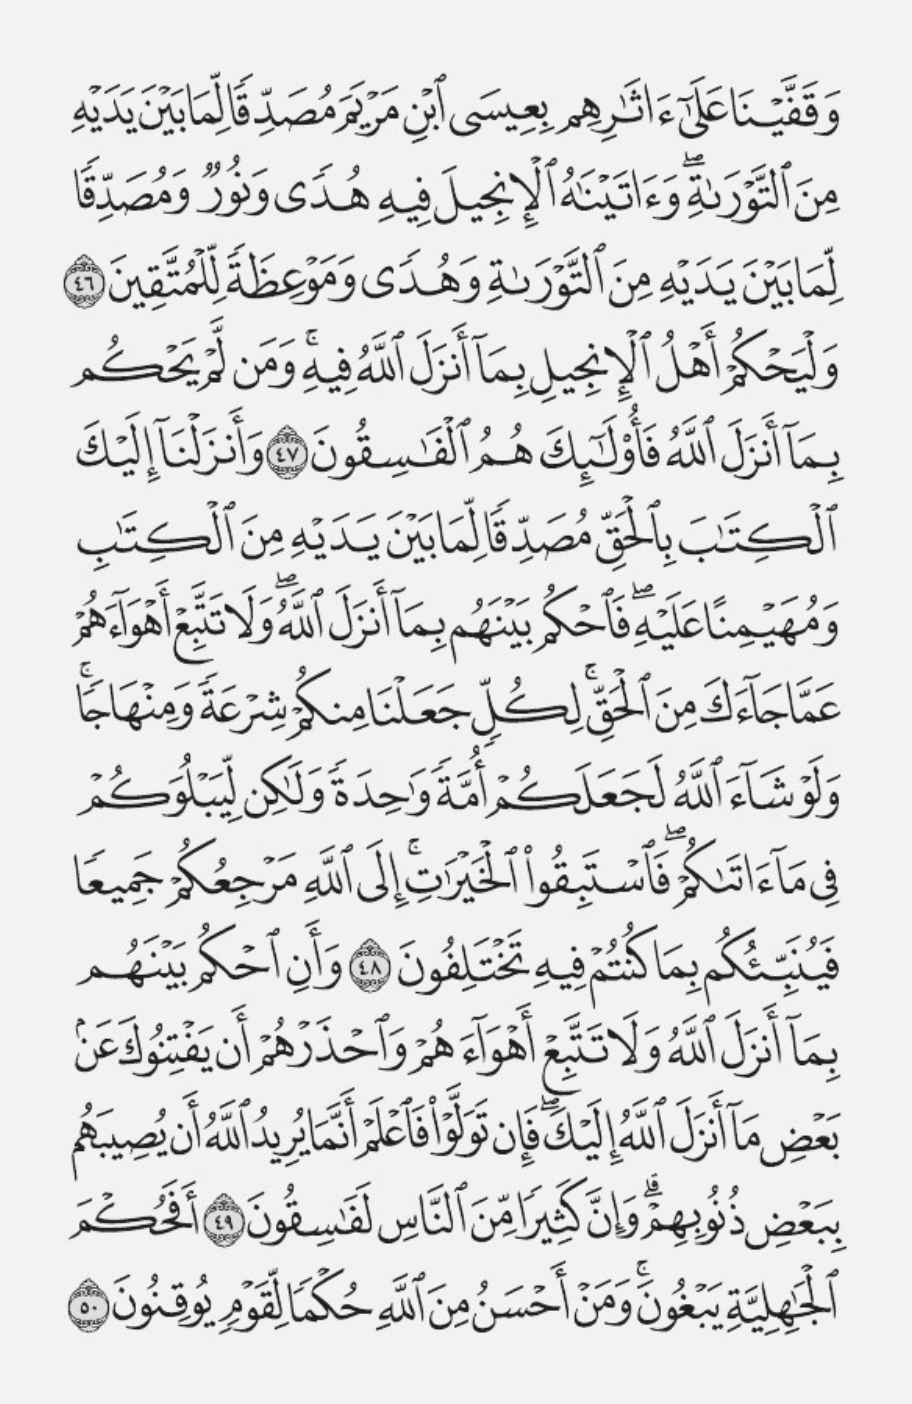 وَقَفَّيْنَا عَلَىٰٓ ءَاثَٰرِهِم بِعِيسَى ٱبْنِ مَرْيَمَ مُصَدِّقًا لِّمَا بَيْنَ يَدَيْهِ
مِنَ ٱلتَّوْرَىٰةِۖ وَءَاتَيْنَٰهُ ٱلْإِنجِيلَ فِيهِ هُدًى وَنُورٌ وَمُصَدِّقًا
لِّمَا بَيْنَ يَدَيْهِ مِنَ ٱلتَّوْرَىٰةِ وَهُدًى وَمَوْعِظَةً لِّلْمُتَّقِينَ ٤٦
وَلْيَحْكُمْ أَهْلُ ٱلْإِنجِيلِ بِمَآ أَنزَلَ ٱللَّهُ فِيهِۚ وَمَن لَّمْ يَحْكُم
بِمَآ أَنزَلَ ٱللَّهُ فَأُو۟لَٰٓئِكَ هُمُ ٱلْفَٰسِقُونَ ٤٧ وَأَنزَلْنَآ إِلَيْكَ
ٱلْكِتَٰبَ بِٱلْحَقِّ مُصَدِّقًا لِّمَا بَيْنَ يَدَيْهِ مِنَ ٱلْكِتَٰبِ
وَمُهَيْمِنًا عَلَيْهِۖ فَٱحْكُم بَيْنَهُم بِمَآ أَنزَلَ ٱللَّهُۖ وَلَا تَتَّبِعْ أَهْوَآءَهُمْ
عَمَّا جَآءَكَ مِنَ ٱلْحَقِّۚ لِكُلٍّ جَعَلْنَا مِنكُمْ شِرْعَةً وَمِنْهَاجًاۚ
وَلَوْ شَآءَ ٱللَّهُ لَجَعَلَكُمْ أُمَّةً وَٰحِدَةً وَلَٰكِن لِّيَبْلُوَكُمْ
فِى مَآ ءَاتَىٰكُمْۖ فَٱسْتَبِقُوا۟ ٱلْخَيْرَٰتِۚ إِلَى ٱللَّهِ مَرْجِعُكُمْ جَمِيعًا
فَيُنَبِّئُكُم بِمَا كُنتُمْ فِيهِ تَخْتَلِفُونَ ٤٨ وَأَنِ ٱحْكُم بَيْنَهُم
بِمَآ أَنزَلَ ٱللَّهُ وَلَا تَتَّبِعْ أَهْوَآءَهُمْ وَٱحْذَرْهُمْ أَن يَفْتِنُوكَ عَنۢ
بَعْضِ مَآ أَنزَلَ ٱللَّهُ إِلَيْكَۖ فَإِن تَوَلَّوْا۟ فَٱعْلَمْ أَنَّمَا يُرِيدُ ٱللَّهُ أَن يُصِيبَهُم
بِبَعْضِ ذُنُوبِهِمْۗ وَإِنَّ كَثِيرًا مِّنَ ٱلنَّاسِ لَفَٰسِقُونَ ٤٩ أَفَحُكْمَ
ٱلْجَٰهِلِيَّةِ يَبْغُونَۚ وَمَنْ أَحْسَنُ مِنَ ٱللَّهِ حُكْمًا لِّقَوْمٍ يُوقِنُونَ ٥٠